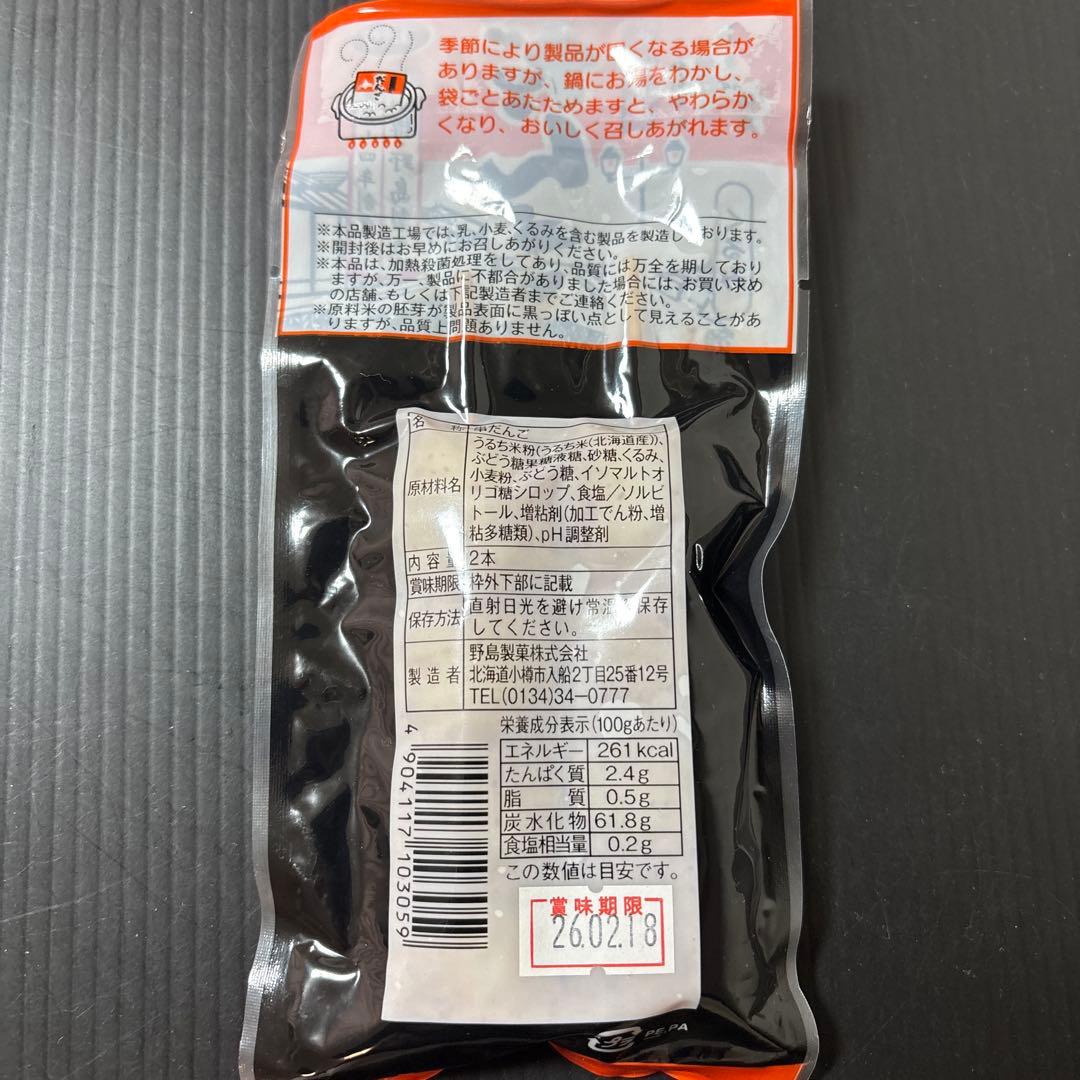 季節により製品が固くなる場合が
ありますが、鍋にお湯をわかし、
袋ごとあたためますと、やわらか
くなり、おいしく召しあがれます。
だんご
※本品製造工場では、乳、小麦、くるみを含む製品を製造しております。
※開封後はお早めにお召しあがりください。
※本品は、加熱殺菌処理をしてあり、品質には万全を期しており
ますが、万一、製品に不都合がありました場合には、お買い求め
の店舗、もしくは下記製造者までご連絡ください。
※原料米の胚芽が製品表面に黒っぽい点として見えることがあ
りますが、品質上問題ありません。
名称 串だんご
原材料名
うるち米粉(うるち米(北海道産))、
ぶどう糖果糖液糖、砂糖、くるみ、
小麦粉、ぶどう糖、イソマルトオ
リゴ糖シロップ、食塩/ソルビ
トール、増粘剤(加工でん粉、増
粘多糖類)、pH調整剤
内容量 2本
賞味期限 枠外下部に記載
保存方法
直射日光を避け常温で保存
してください。
製造者
野島製菓株式会社
北海道小樽市入船2丁目25番12号
TEL(0134)34-0777
栄養成分表示(100gあたり)
エネルギー 261kcal
たんぱく質 2.4g
脂質 0.5g
炭水化物 61.8g
食塩相当量 0.2g
この数値は目安です。
4904117103059
賞味期限
26.02.18
PE,PA